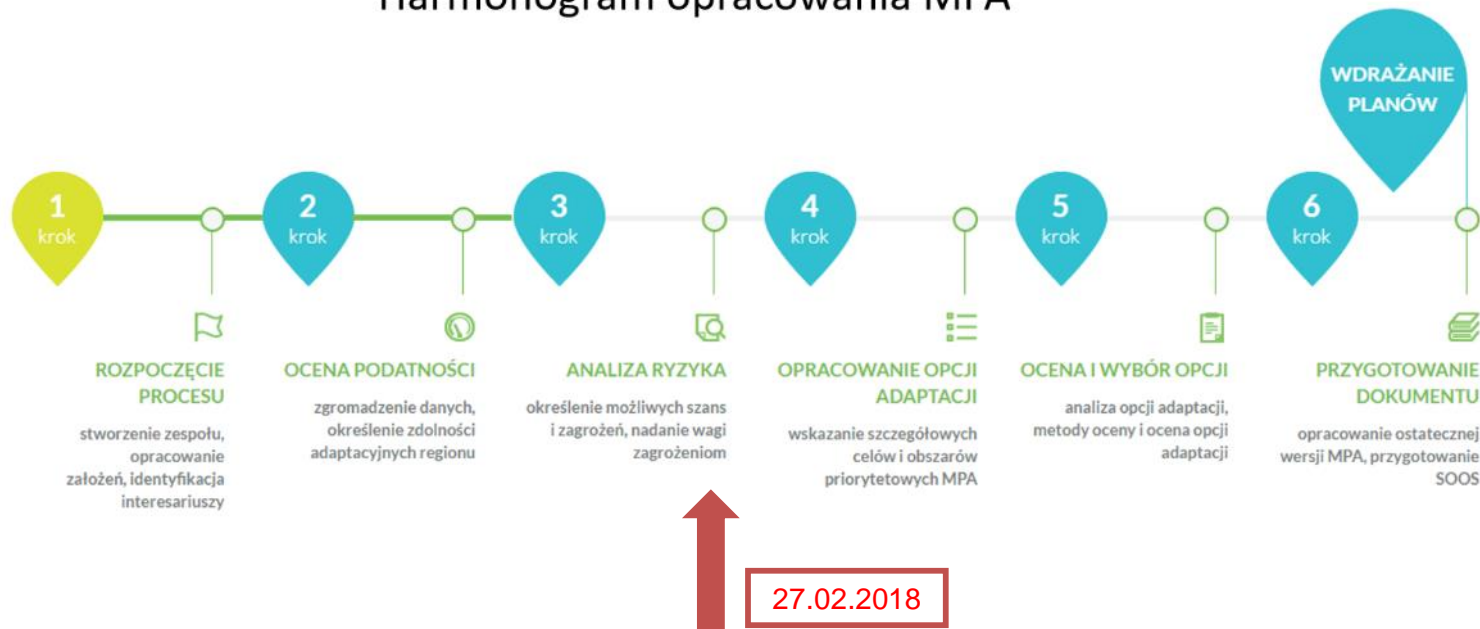 Harmonogram opracowania MPA
WDRAŻANIE
PLANÓW
1
krok
2
krok
3
krok
4
krok
5
krok
6
krok
ROZPOCZĘCIE
PROCESU
stworzenie zespołu,
opracowanie
założeń, identyfikacja
interesariuszy
OCENA PODATNOŚCI
zgromadzenie danych,
określenie zdolności
adaptacyjnych regionu
ANALIZA RYZYKA
określenie możliwych szans
i zagrożeń, nadanie wagi
zagrożeniom
OPRACOWANIE OPCJI
ADAPTACJI
wskazanie szczegółowych
celów i obszarów
priorytetowych MPA
OCENA I WYBÓR OPCJI
analiza opcji adaptacji,
metody oceny i ocena opcji
adaptacji
PRZYGOTOWANIE
DOKUMENTU
opracowanie ostatecznej
wersji MPA, przygotowanie
SOOS
27.02.2018